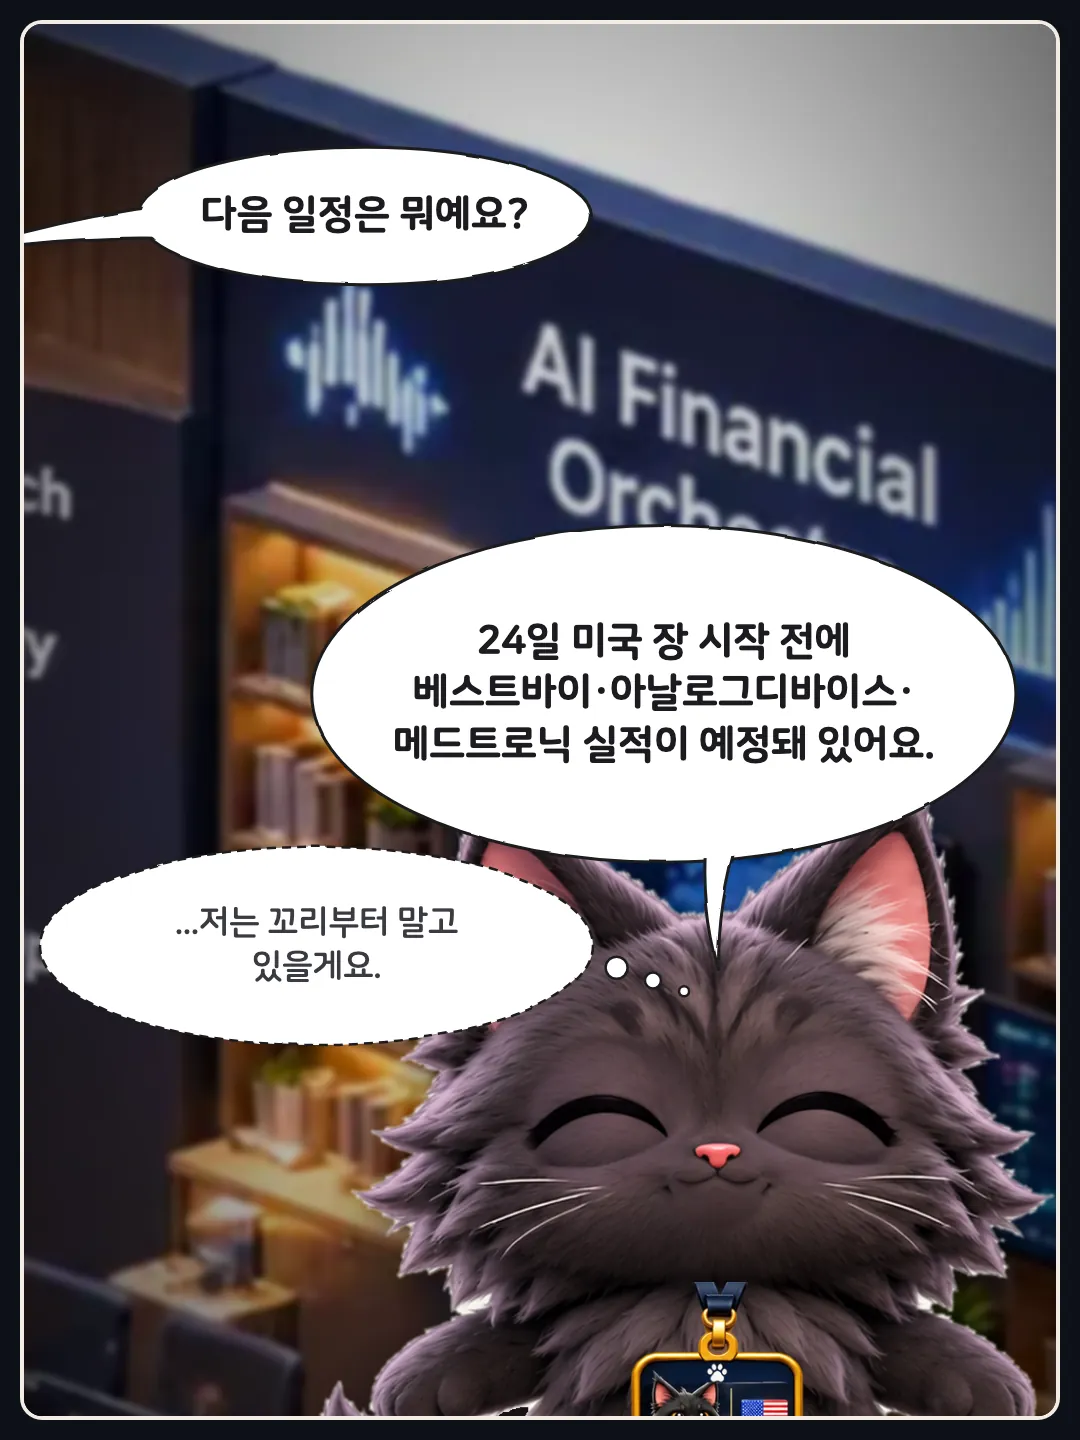 다음 일정은 뭐예요?
AI Financial
ch
ry
24일 미국 장 시작 전에
베스트바이·아날로그디바이스·
메드트로닉 실적이 예정돼 있어요.
...저는 꼬리부터 말고
있을게요.